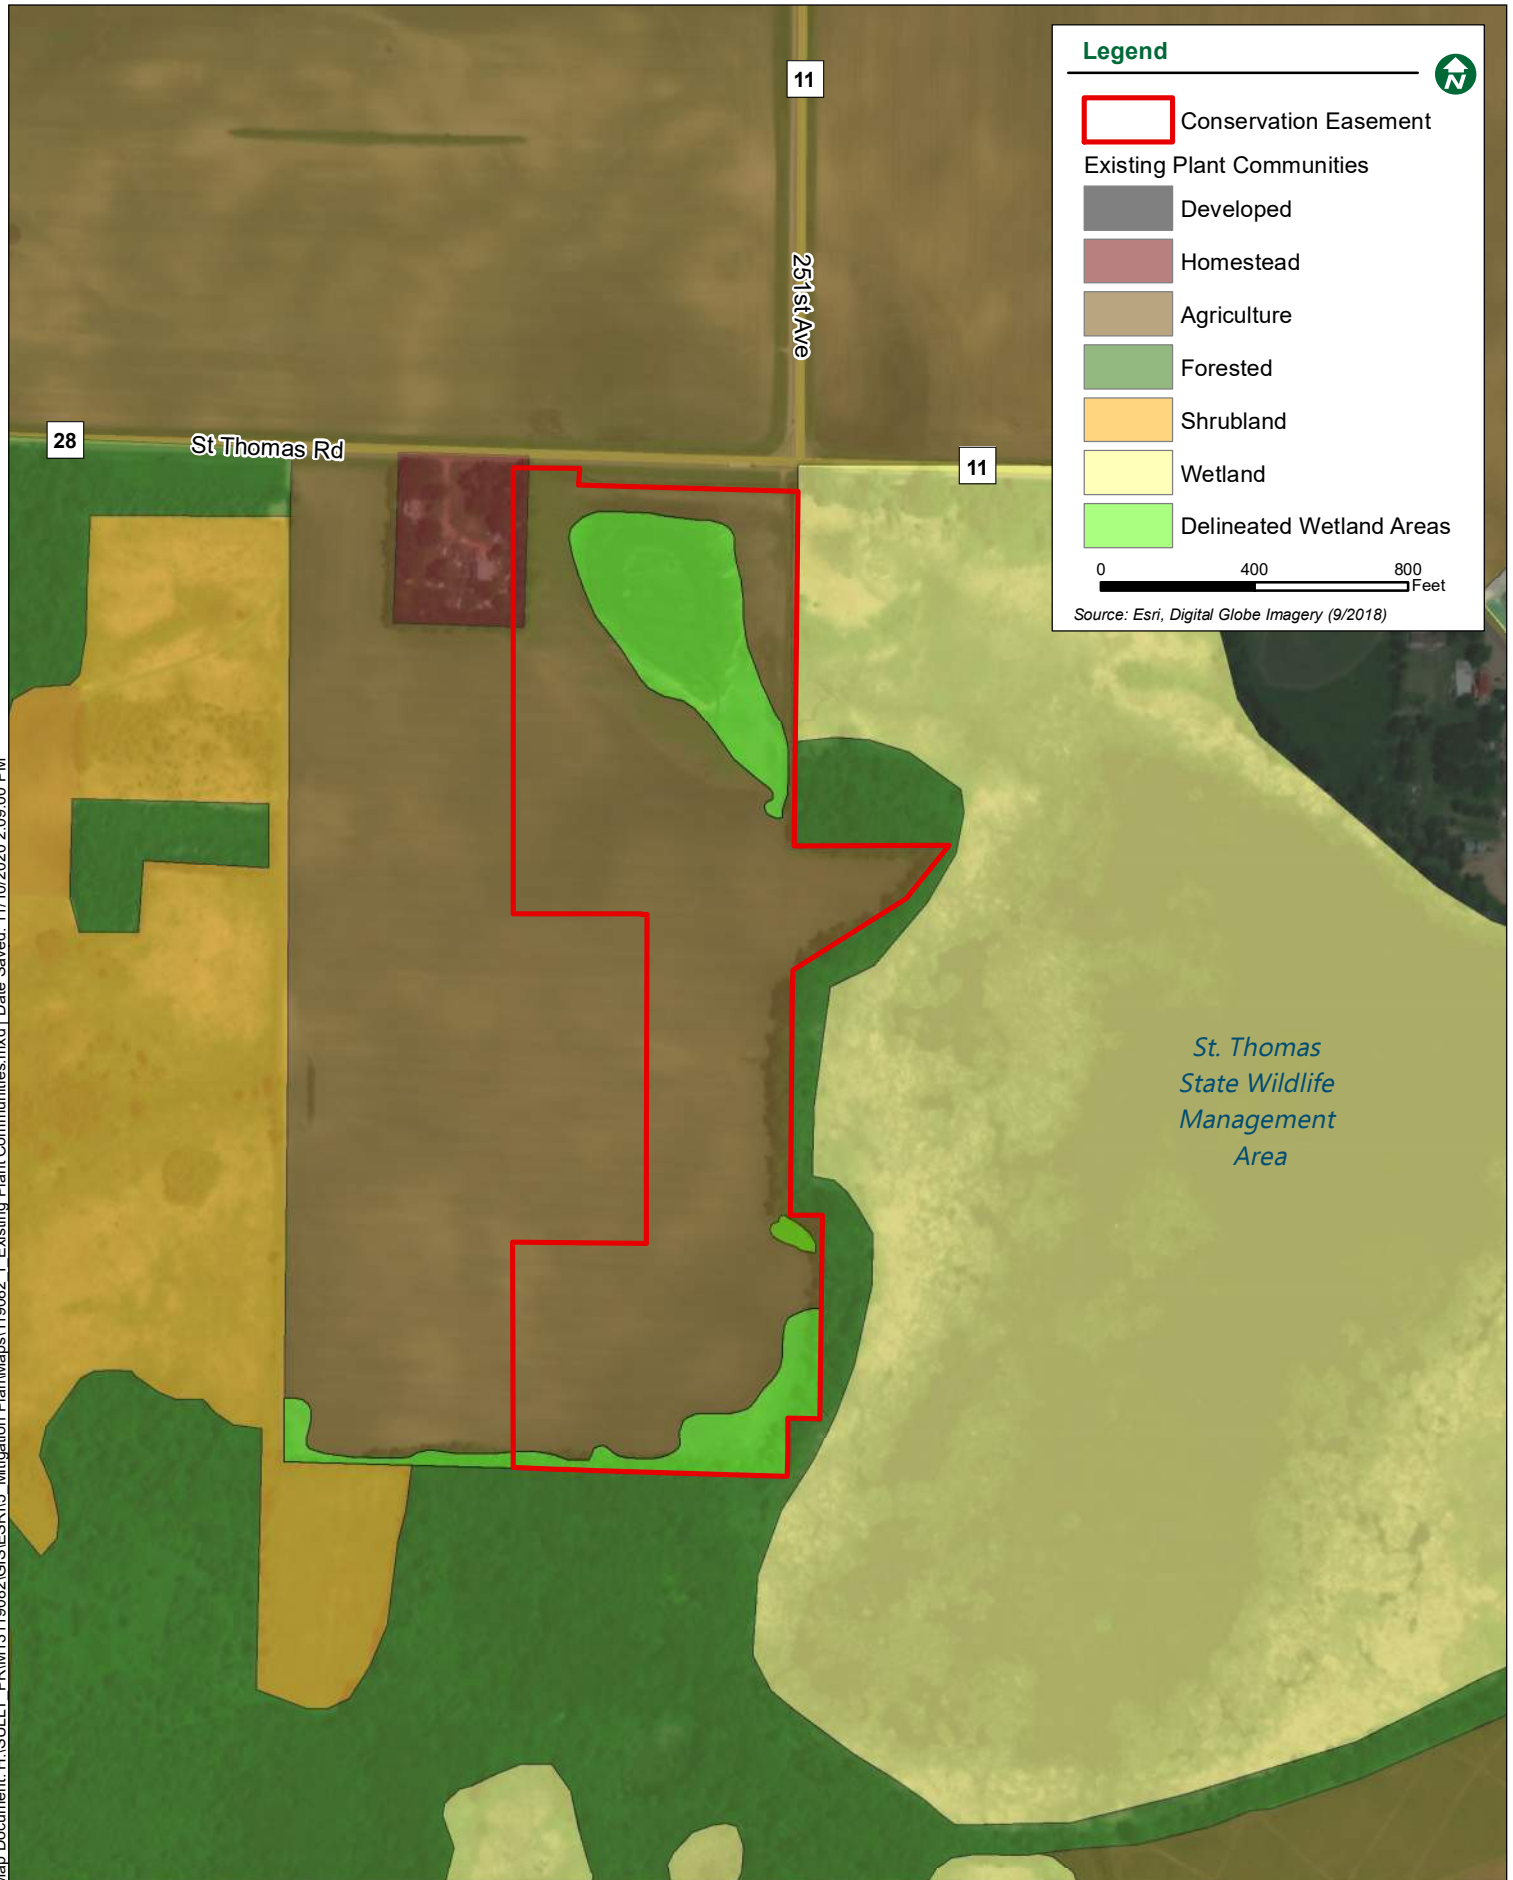 11
251st Ave
28
St Thomas Rd
11
Legend
N
Conservation Easement
Existing Plant Communities
Developed
Homestead
Agriculture
Forested
Shrubland
Wetland
Delineated Wetland Areas
0 400 800
Feet
Source: Esri, Digital Globe Imagery (9/2018)
St. Thomas
State Wildlife
Management
Area